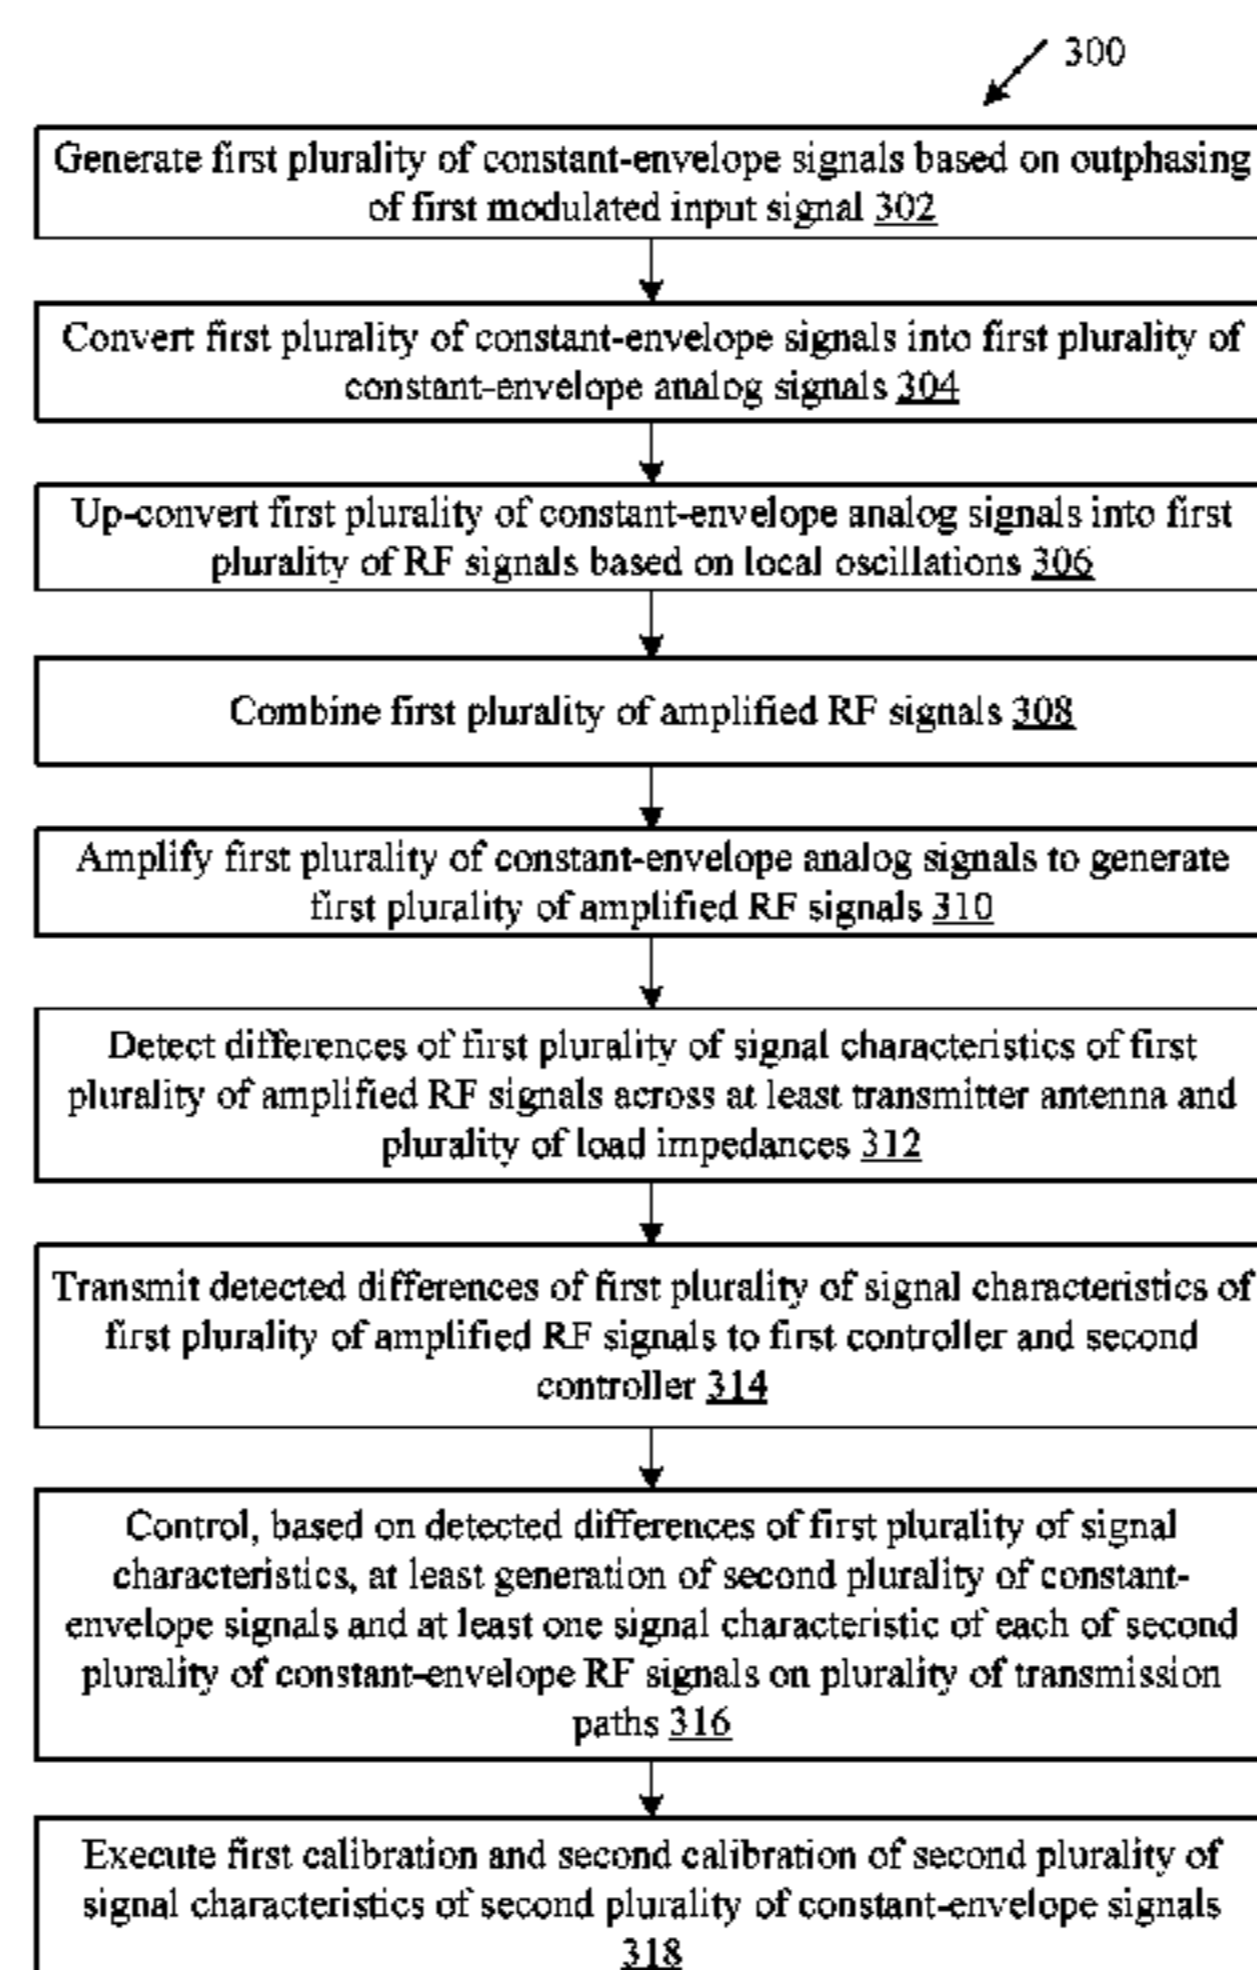 300
Generate first plurality of constant-envelope signals based on outphasing
of first modulated input signal 302
Convert first plurality of constant-envelope signals into first plurality of
constant-envelope analog signals 304
Up-convert first plurality of constant-envelope analog signals into first
plurality of RF signals based on local oscillations 306
Combine first plurality of amplified RF signals 308
Amplify first plurality of constant-envelope analog signals to generate
first plurality of amplified RF signals 310
Detect differences of first plurality of signal characteristics of first
plurality of amplified RF signals across at least transmitter antenna and
plurality of load impedances 312
Transmit detected differences of first plurality of signal characteristics of
first plurality of amplified RF signals to first controller and second
controller 314
Control, based on detected differences of first plurality of signal
characteristics, at least generation of second plurality of constant-
envelope signals and at least one signal characteristic of each of second
plurality of constant-envelope RF signals on plurality of transmission
paths 316
Execute first calibration and second calibration of second plurality of
signal characteristics of second plurality of constant-envelope signals
318